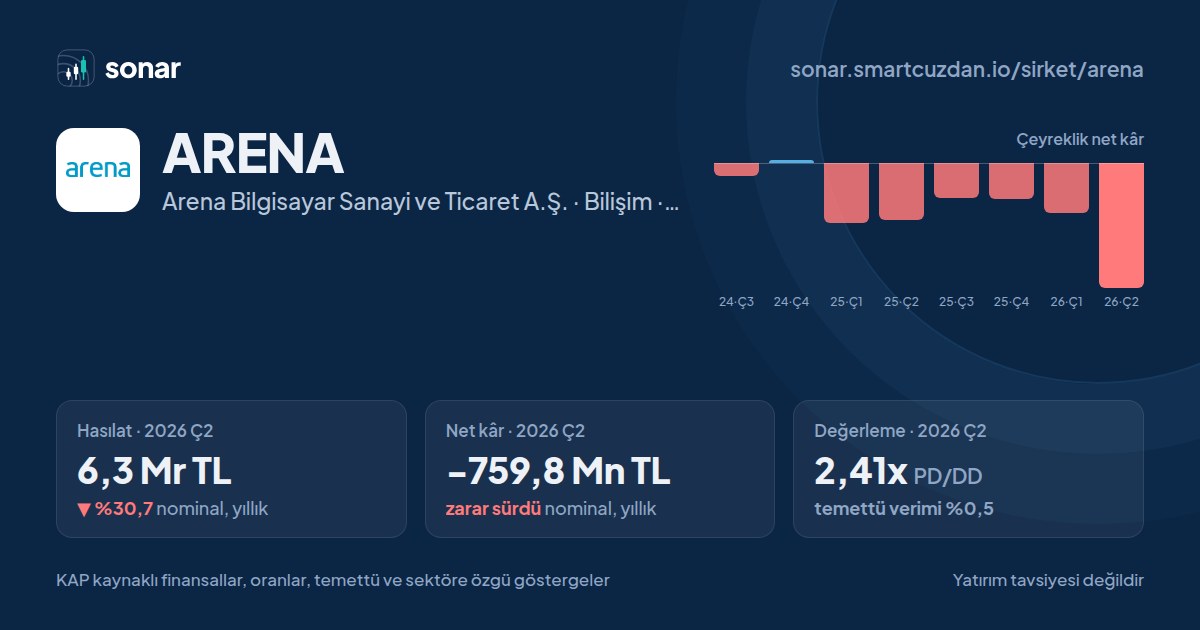 sonar
sonar.smartcuzdan.io/sirket/arena
arena
ARENA
Arena Bilgisayar Sanayi ve Ticaret A.Ş. · Bilişim ·...
Çeyreklik net kâr
24·Ç3 24·Ç4 25·Ç1 25·Ç2 25·Ç3 25·Ç4 26·Ç1 26·Ç2
Hasılat · 2026 Ç2
6,3 Mr TL
▼ %30,7 nominal, yıllık
Net kâr · 2026 Ç2
−759,8 Mn TL
zarar sürdü nominal, yıllık
Değerleme · 2026 Ç2
2,41x PD/DD
temettü verimi %0,5
KAP kaynaklı finansallar, oranlar, temettü ve sektöre özgü göstergeler
Yatırım tavsiyesi değildir